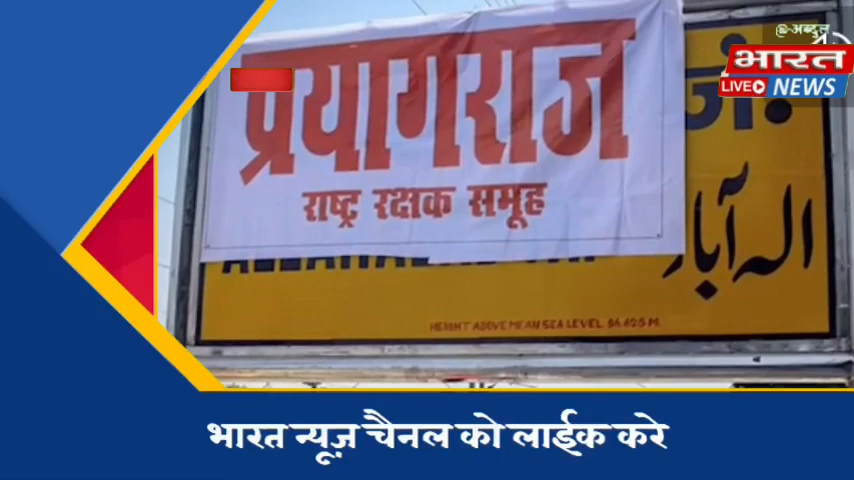 @-अब्दुल
भारत
LIVE NEWS
प्रयागराज
जं.
राष्ट्र रक्षक समूह
الہ آباد
HEIGHT ABOVE MEAN SEA LEVEL
भारत न्यूज़ चैनल को लाईक करे